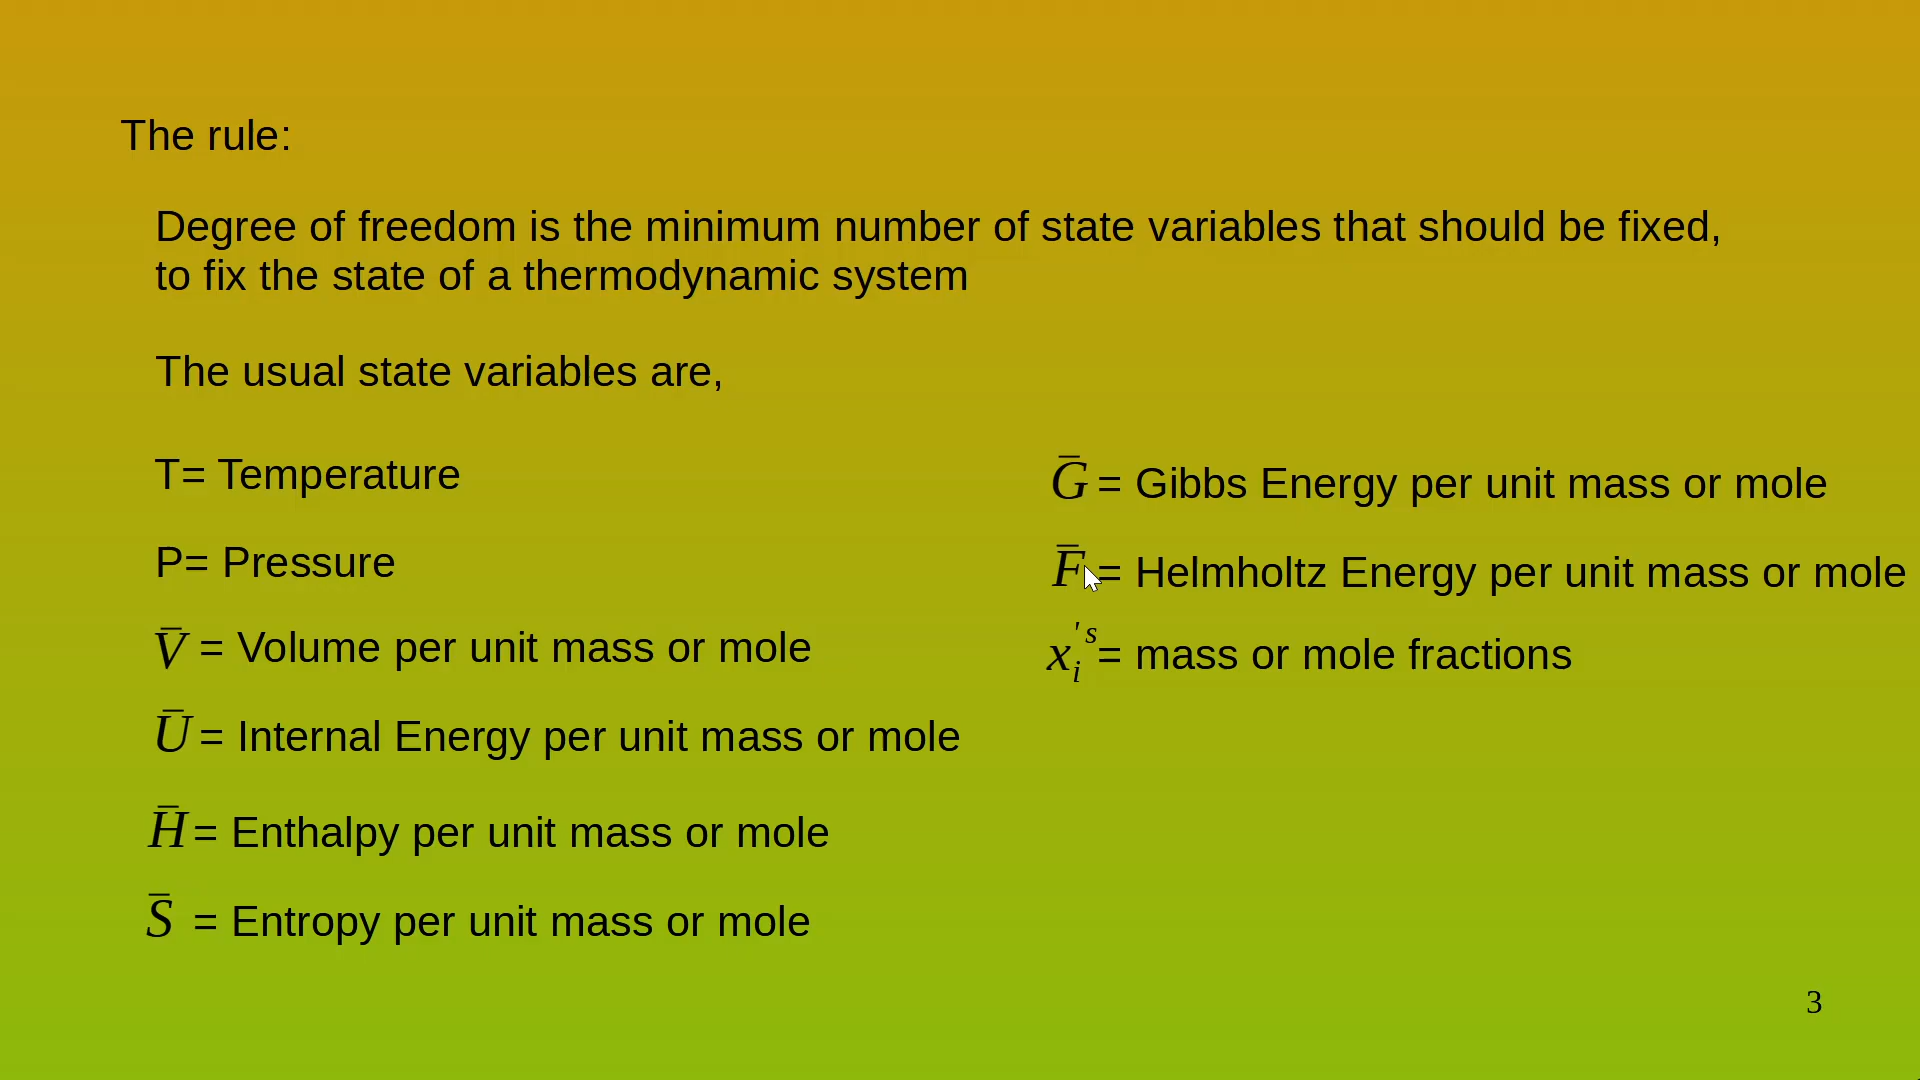 The rule:
Degree of freedom is the minimum number of state variables that should be fixed,
to fix the state of a thermodynamic system
The usual state variables are,
T= Temperature
P= Pressure
V̅ = Volume per unit mass or mole
U̅ = Internal Energy per unit mass or mole
H̅ = Enthalpy per unit mass or mole
S̅ = Entropy per unit mass or mole
G̅ = Gibbs Energy per unit mass or mole
F̅ = Helmholtz Energy per unit mass or mole
xᵢ's = mass or mole fractions
3